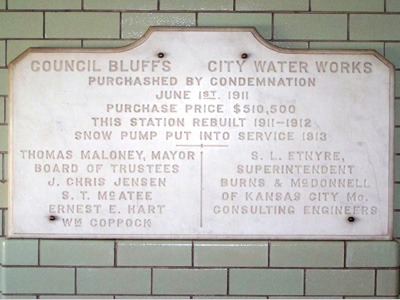 COUNCIL BLUFFS CITY WATER WORKS
PURCHASHED BY CONDEMNATION
JUNE 1ST. 1911
PURCHASE PRICE $510,500
THIS STATION REBUILT 1911-1912
SNOW PUMP PUT INTO SERVICE 1913
THOMAS MALONEY, MAYOR
BOARD OF TRUSTEES
J. CHRIS JENSEN
S. T. McATEE
ERNEST E. HART
WM COPPOCK
S. L. ETNYRE,
SUPERINTENDENT
BURNS & McDONNELL
OF KANSAS CITY Mo.
CONSULTING ENGINEERS